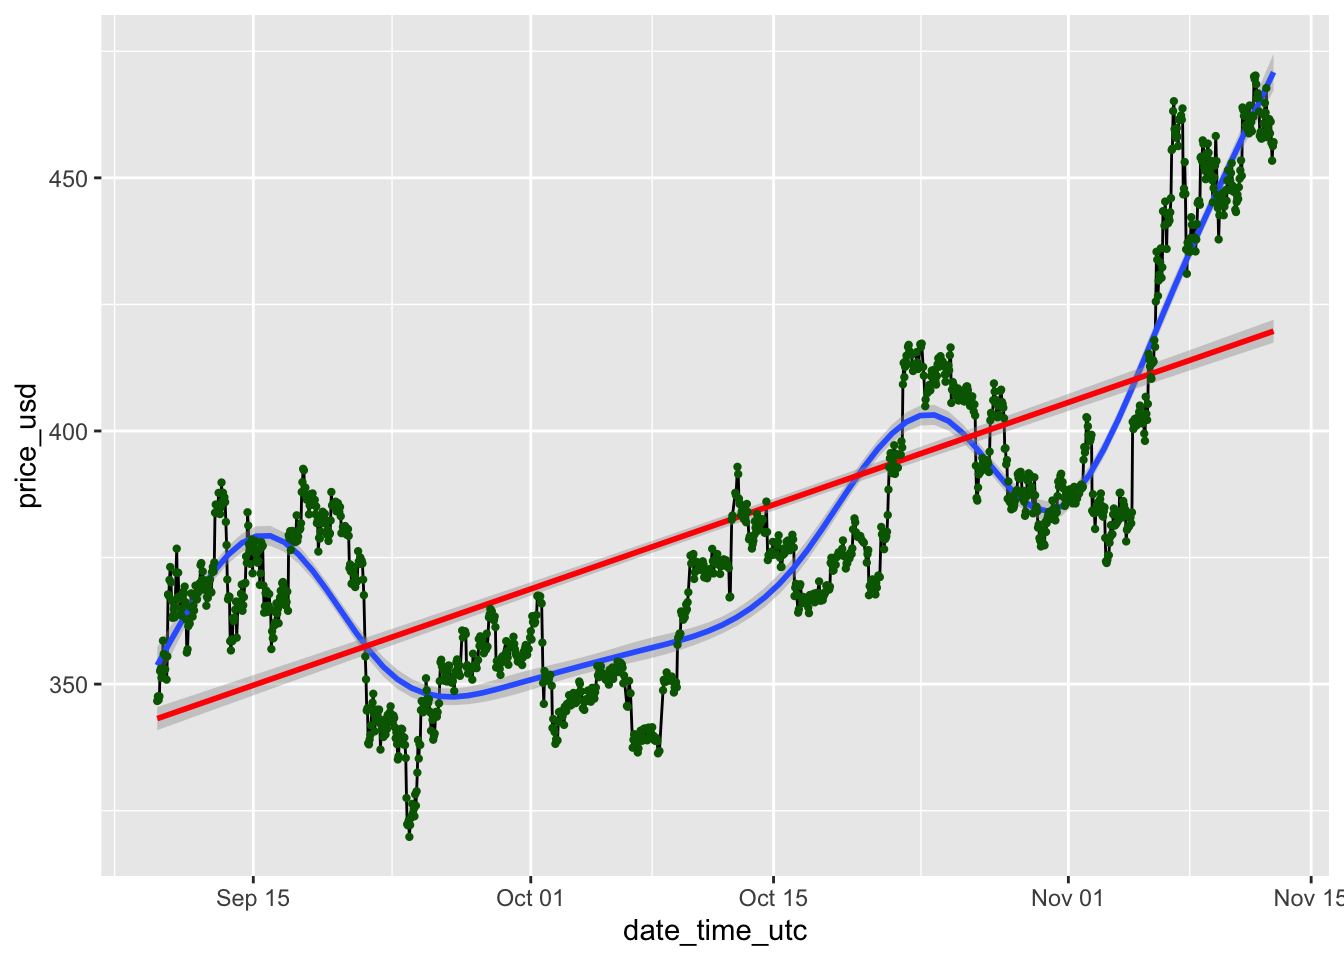 price_usd
450
400
350
Sep 15
Oct 01
Oct 15
Nov 01
Nov 15
date_time_utc